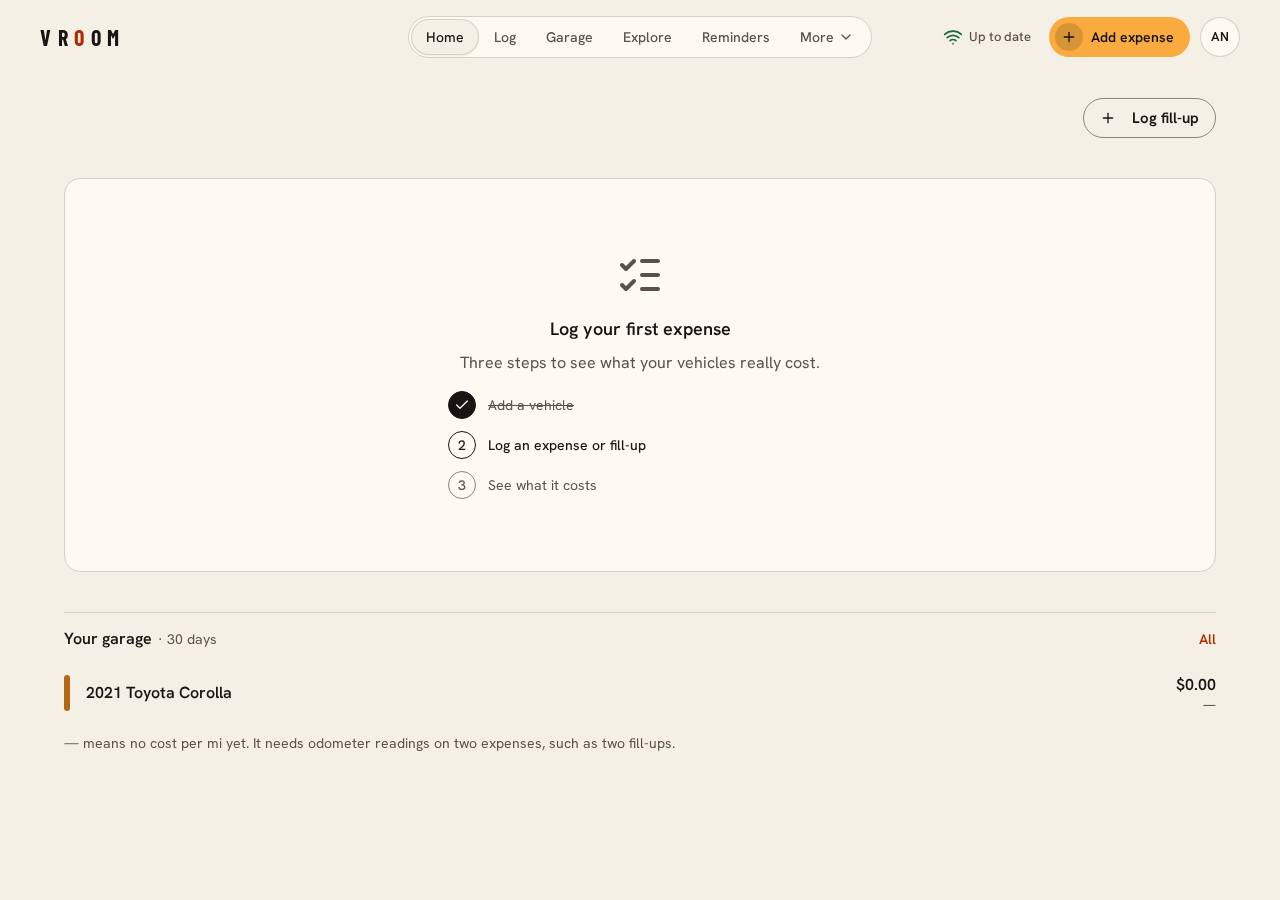 VROOM
Home Log Garage Explore Reminders More
Up to date
Add expense
AN
Log fill-up
Log your first expense
Three steps to see what your vehicles really cost.
Add a vehicle
2 Log an expense or fill-up
3 See what it costs
Your garage · 30 days
All
2021 Toyota Corolla
$0.00
—
— means no cost per mi yet. It needs odometer readings on two expenses, such as two fill-ups.